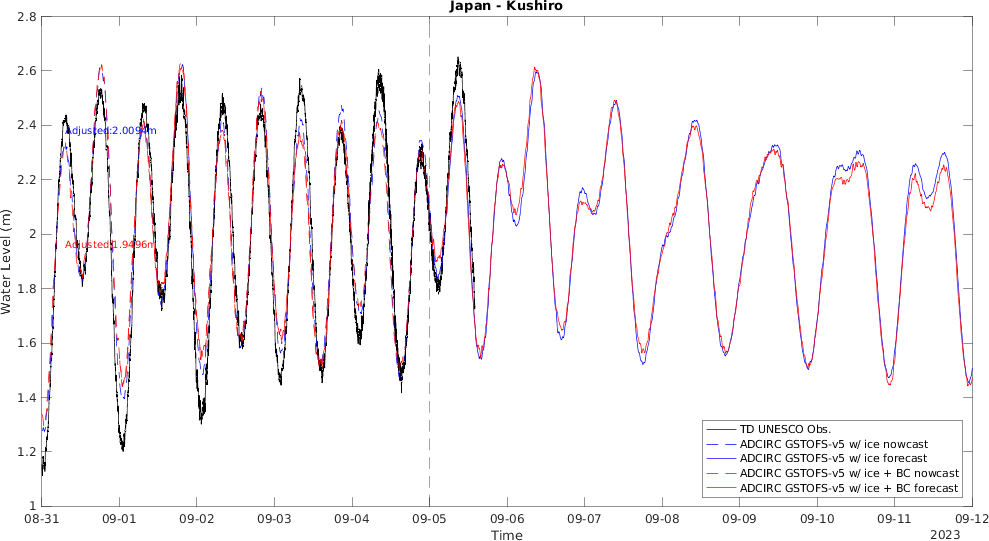 Japan - Kushiro
2.8
2.6
2.4
2.2
2
1.8
1.6
1.4
1.2
1
Water Level (m)
Adjusted:2.0094m
Adjusted:1.9496m
TD UNESCO Obs.
ADCIRC GSTOFS-v5 w/ ice nowcast
ADCIRC GSTOFS-v5 w/ ice forecast
ADCIRC GSTOFS-v5 w/ ice + BC nowcast
ADCIRC GSTOFS-v5 w/ ice + BC forecast
08-31 09-01 09-02 09-03 09-04 09-05 09-06 09-07 09-08 09-09 09-10 09-11 09-12
Time
2023